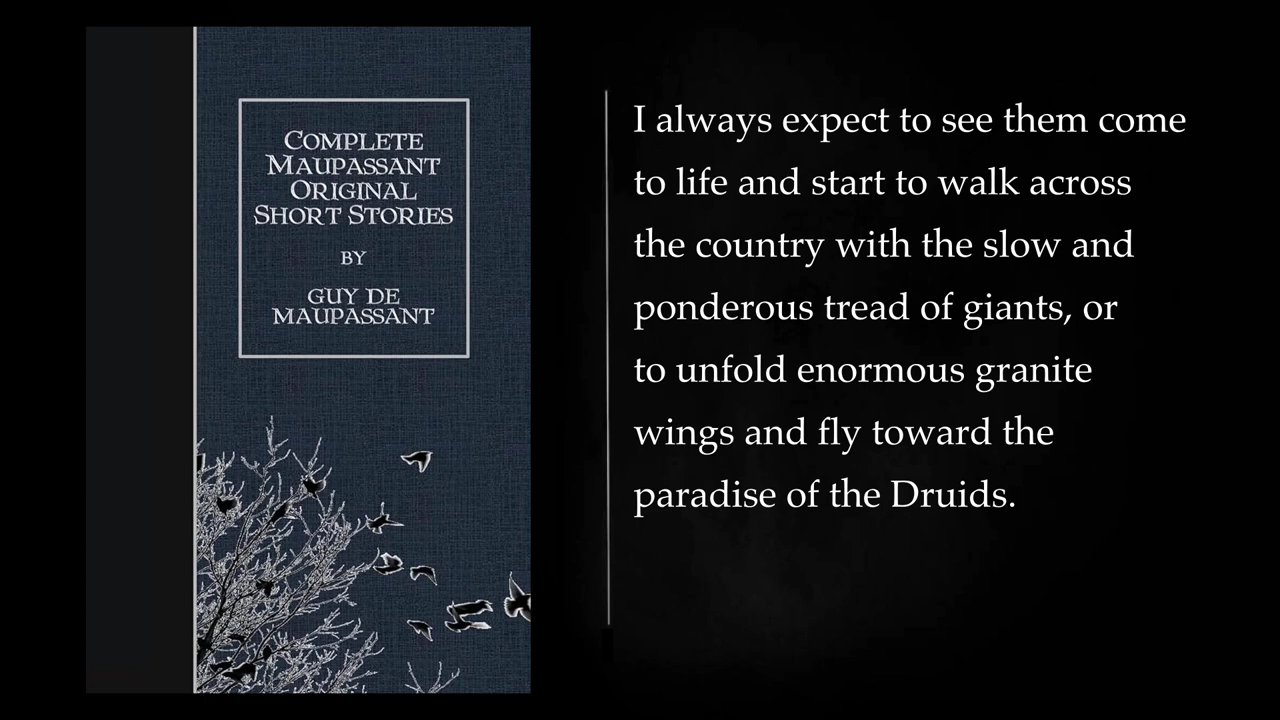 COMPLETE
MAUPASSANT
ORIGINAL
SHORT STORIES
BY
GUY DE
MAUPASSANT
I always expect to see them come
to life and start to walk across
the country with the slow and
ponderous tread of giants, or
to unfold enormous granite
wings and fly toward the
paradise of the Druids.